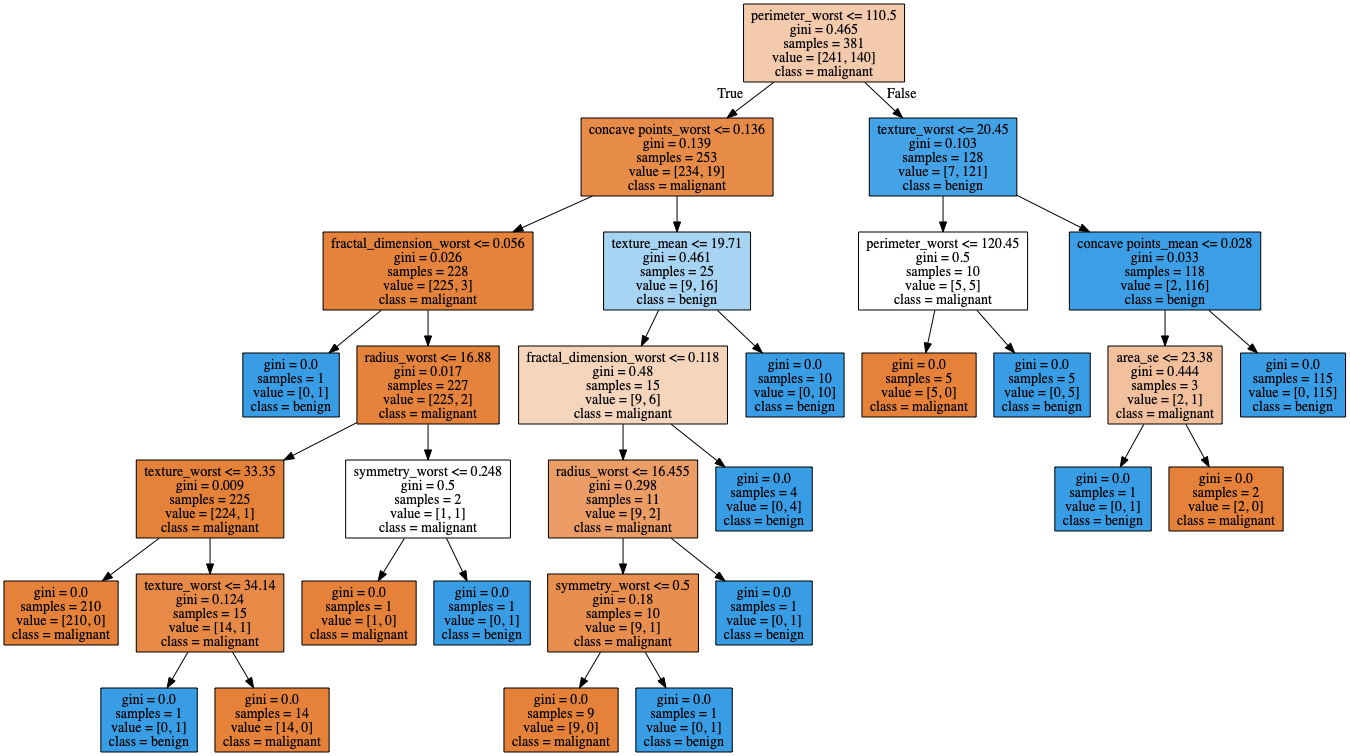 perimeter_worst <= 110.5
gini = 0.465
samples = 381
value = [241, 140]
class = malignant
True
False
concave points_worst <= 0.136
gini = 0.139
samples = 253
value = [234, 19]
class = malignant
texture_worst <= 20.45
gini = 0.103
samples = 128
value = [7, 121]
class = benign
fractal_dimension_worst <= 0.056
gini = 0.026
samples = 228
value = [225, 3]
class = malignant
texture_mean <= 19.71
gini = 0.461
samples = 25
value = [9, 16]
class = benign
perimeter_worst <= 120.45
gini = 0.5
samples = 10
value = [5, 5]
class = malignant
concave points_mean <= 0.028
gini = 0.033
samples = 118
value = [2, 116]
class = benign
gini = 0.0
samples = 1
value = [0, 1]
class = benign
radius_worst <= 16.88
gini = 0.017
samples = 227
value = [225, 2]
class = malignant
fractal_dimension_worst <= 0.118
gini = 0.48
samples = 15
value = [9, 6]
class = malignant
gini = 0.0
samples = 10
value = [0, 10]
class = benign
gini = 0.0
samples = 5
value = [5, 0]
class = malignant
gini = 0.0
samples = 5
value = [0, 5]
class = benign
area_se <= 23.38
gini = 0.444
samples = 3
value = [2, 1]
class = malignant
gini = 0.0
samples = 115
value = [0, 115]
class = benign
texture_worst <= 33.35
gini = 0.009
samples = 225
value = [224, 1]
class = malignant
symmetry_worst <= 0.248
gini = 0.5
samples = 2
value = [1, 1]
class = malignant
radius_worst <= 16.455
gini = 0.298
samples = 11
value = [9, 2]
class = malignant
gini = 0.0
samples = 4
value = [0, 4]
class = benign
gini = 0.0
samples = 1
value = [0, 1]
class = benign
gini = 0.0
samples = 2
value = [2, 0]
class = malignant
gini = 0.0
samples = 210
value = [210, 0]
class = malignant
texture_worst <= 34.14
gini = 0.124
samples = 15
value = [14, 1]
class = malignant
gini = 0.0
samples = 1
value = [1, 0]
class = malignant
gini = 0.0
samples = 1
value = [0, 1]
class = benign
symmetry_worst <= 0.5
gini = 0.18
samples = 10
value = [9, 1]
class = malignant
gini = 0.0
samples = 1
value = [0, 1]
class = benign
gini = 0.0
samples = 1
value = [0, 1]
class = benign
gini = 0.0
samples = 14
value = [14, 0]
class = malignant
gini = 0.0
samples = 9
value = [9, 0]
class = malignant
gini = 0.0
samples = 1
value = [0, 1]
class = benign